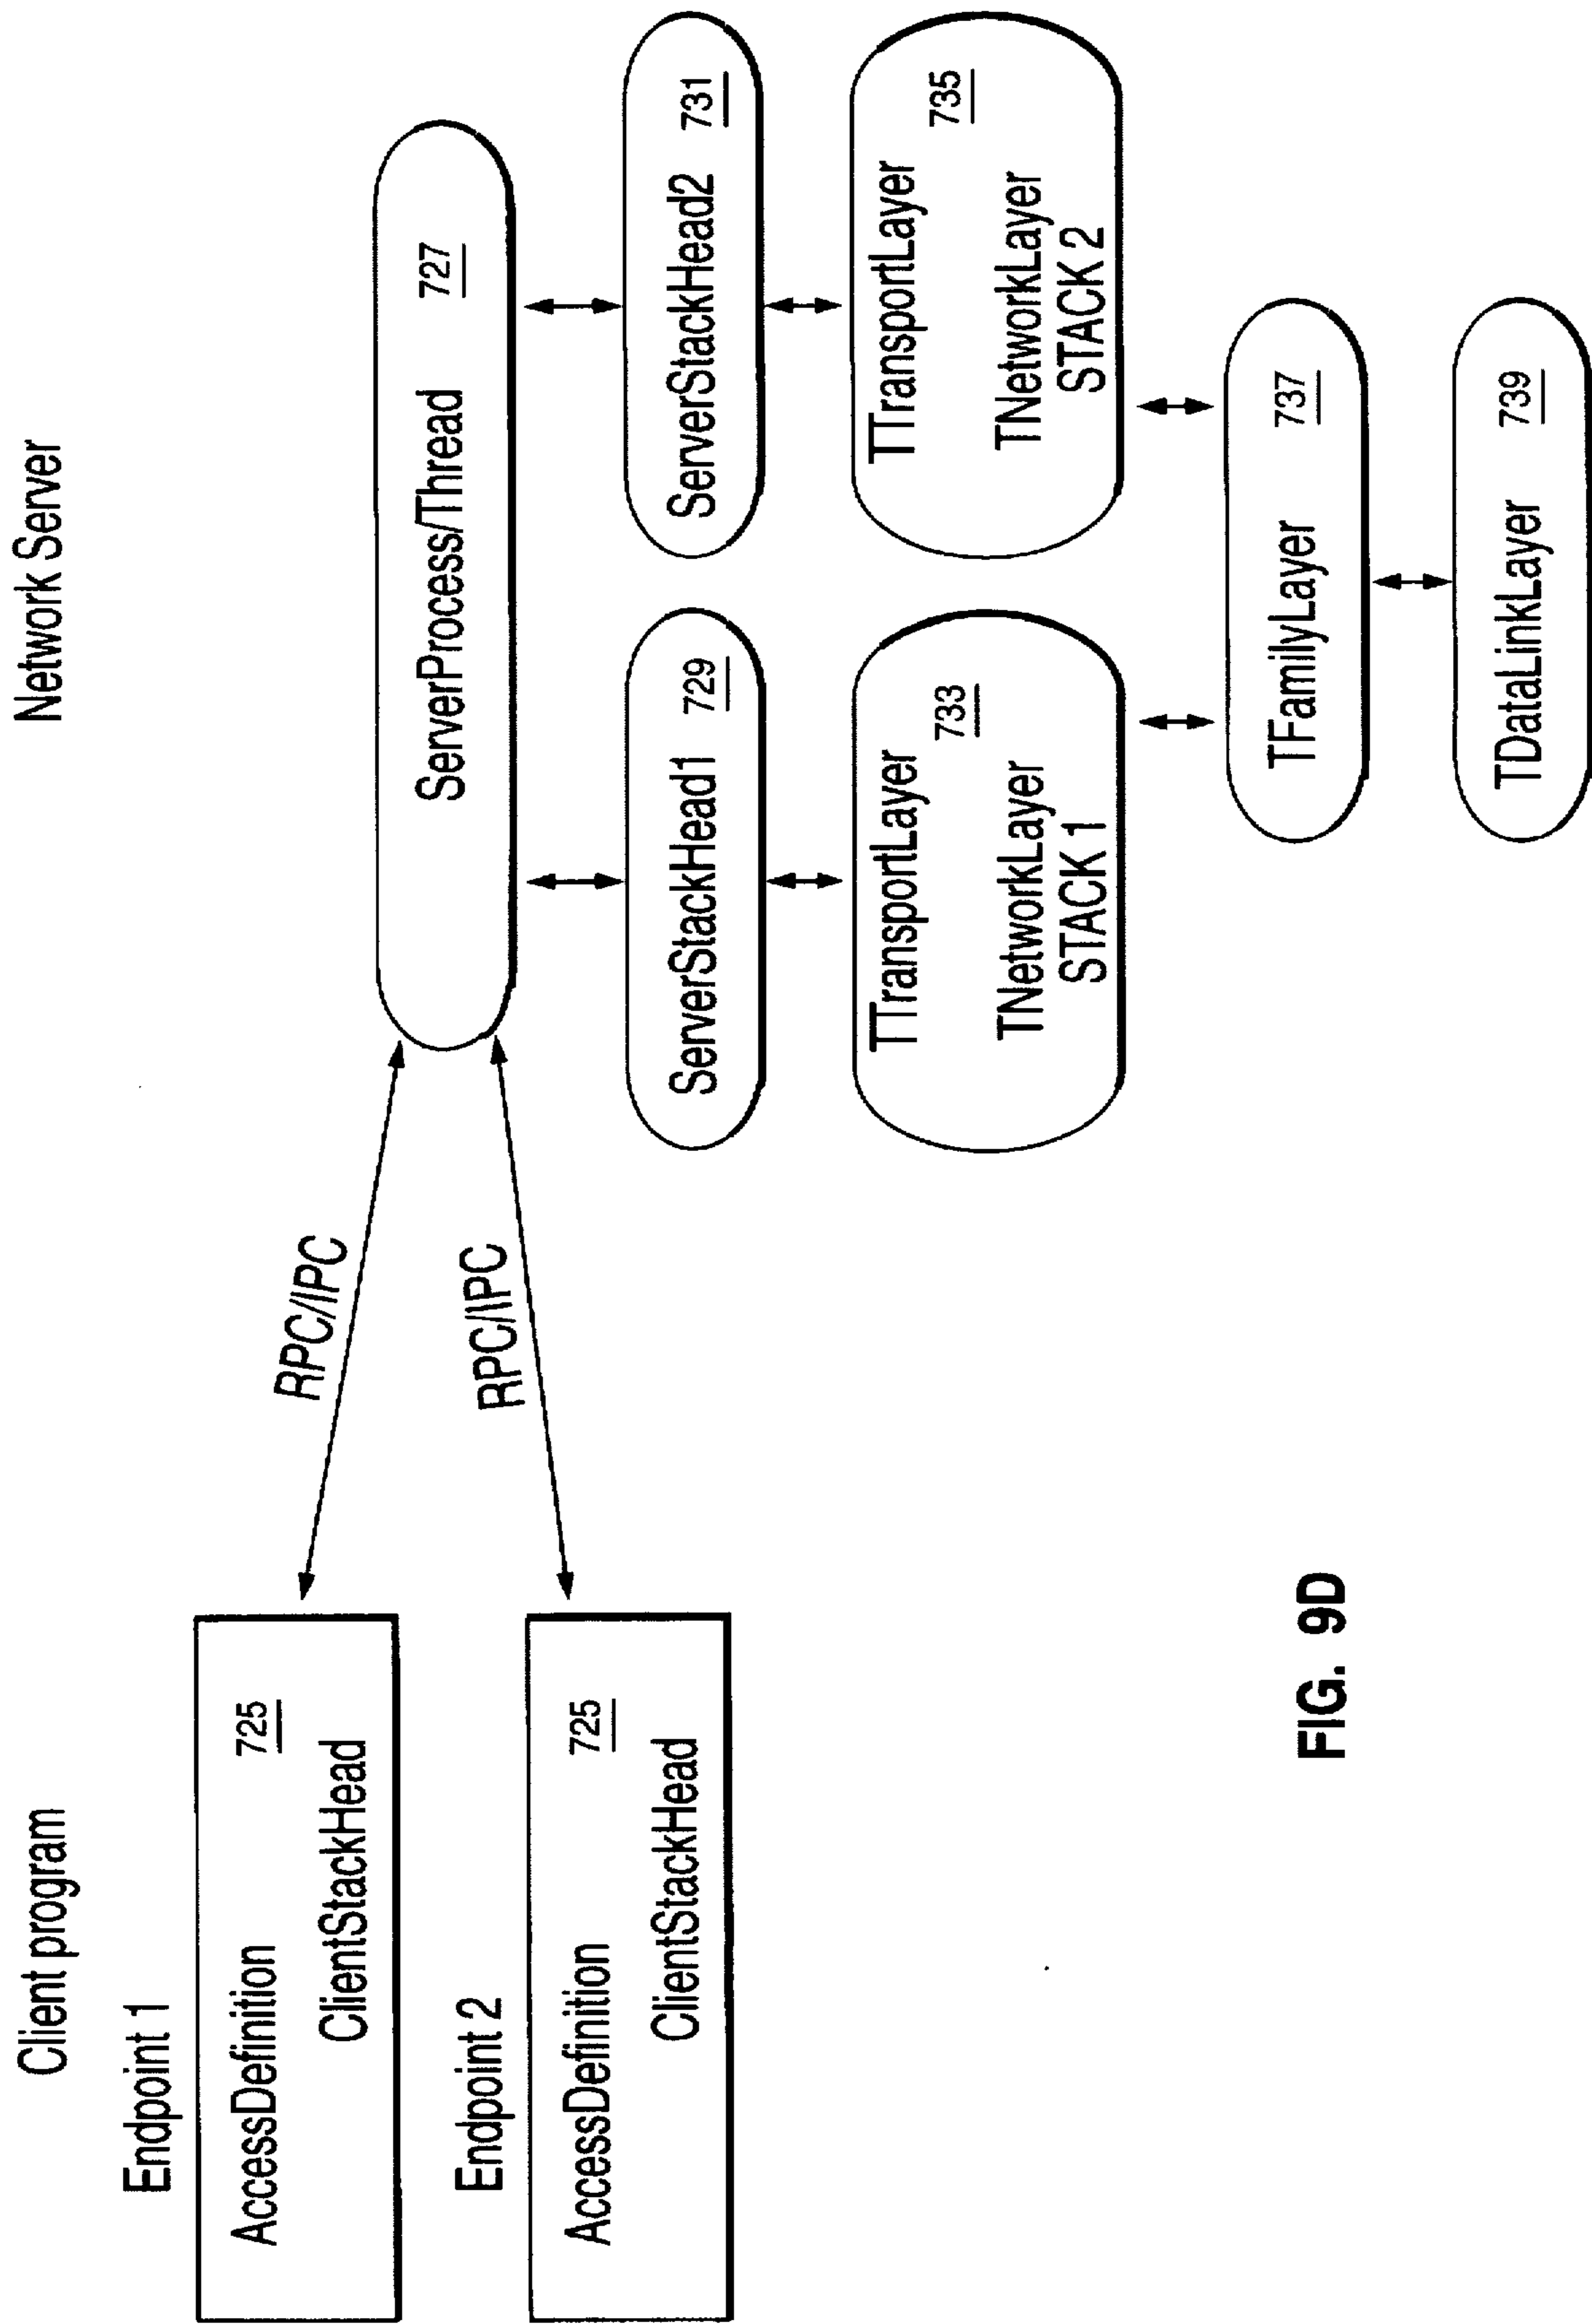 Client program
Network Server
Endpoint 1
AccessDefinition
725
ClientStackHead
Endpoint 2
AccessDefinition
725
ClientStackHead
RPC/IPC
RPC/IPC
ServerProcess/Thread
727
ServerStackHead1
729
ServerStackHead2
731
TTransportLayer
733
TNetworkLayer
STACK 1
TTransportLayer
735
TNetworkLayer
STACK 2
TFamilyLayer
737
TDataLinkLayer
739
FIG. 9D